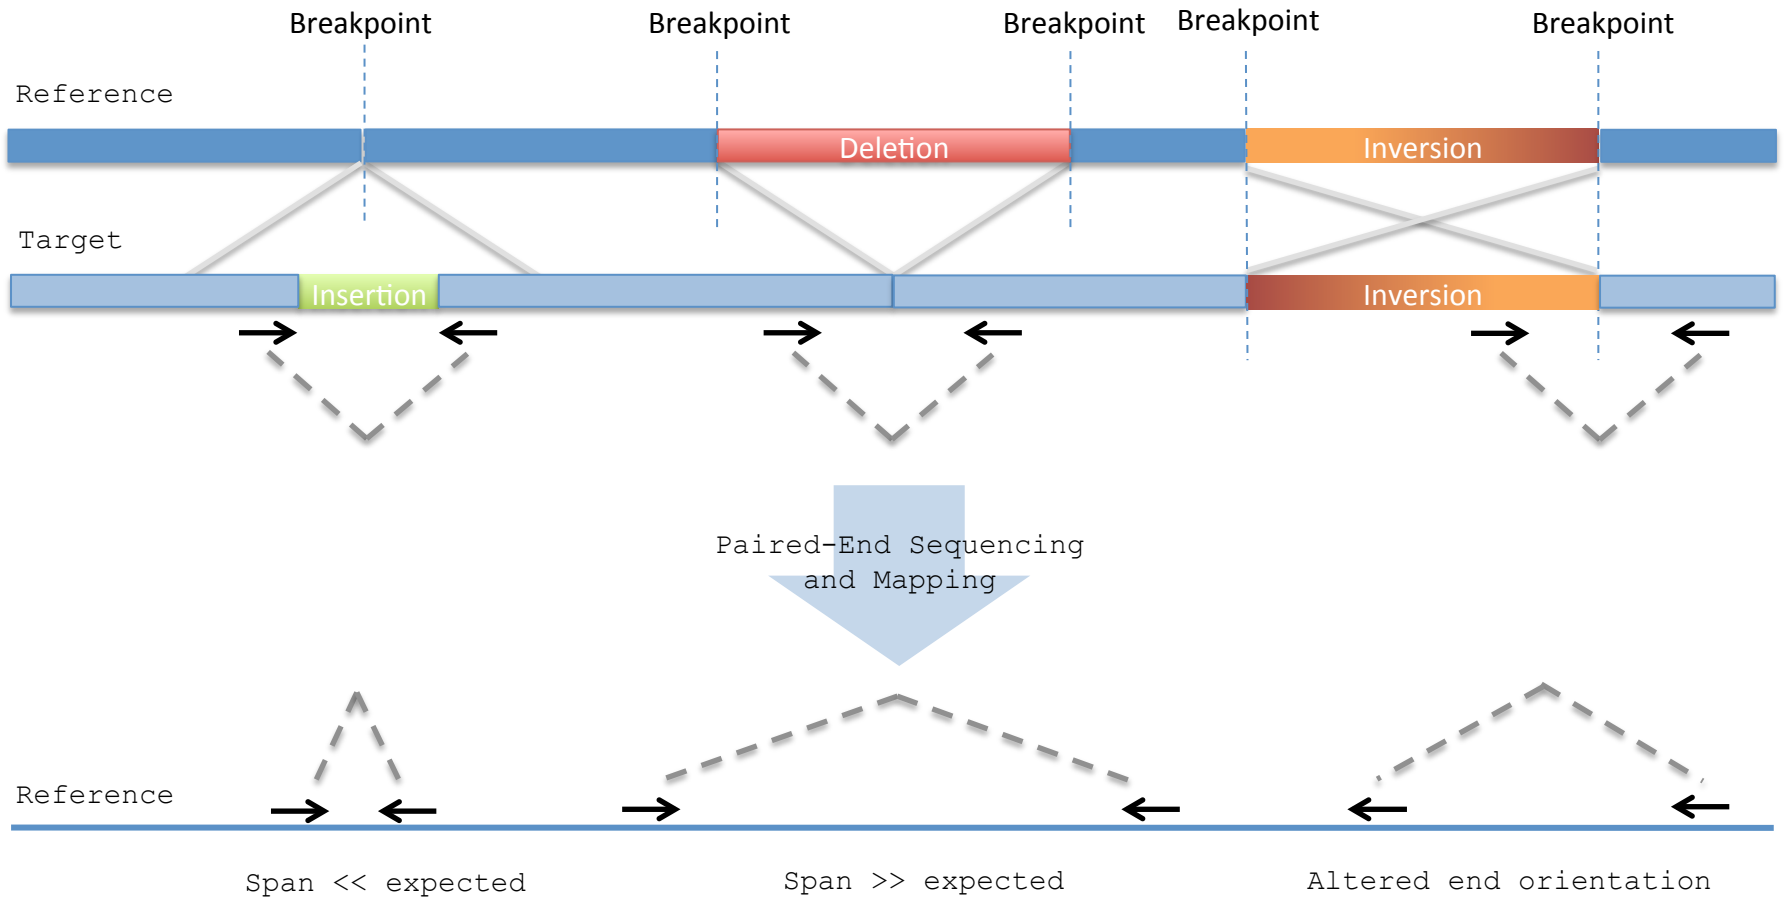 Breakpoint Breakpoint Breakpoint Breakpoint Breakpoint
Reference
Deletion Inversion
Target
Insertion Inversion
Paired-End Sequencing
and Mapping
Reference
Span << expected Span >> expected Altered end orientation